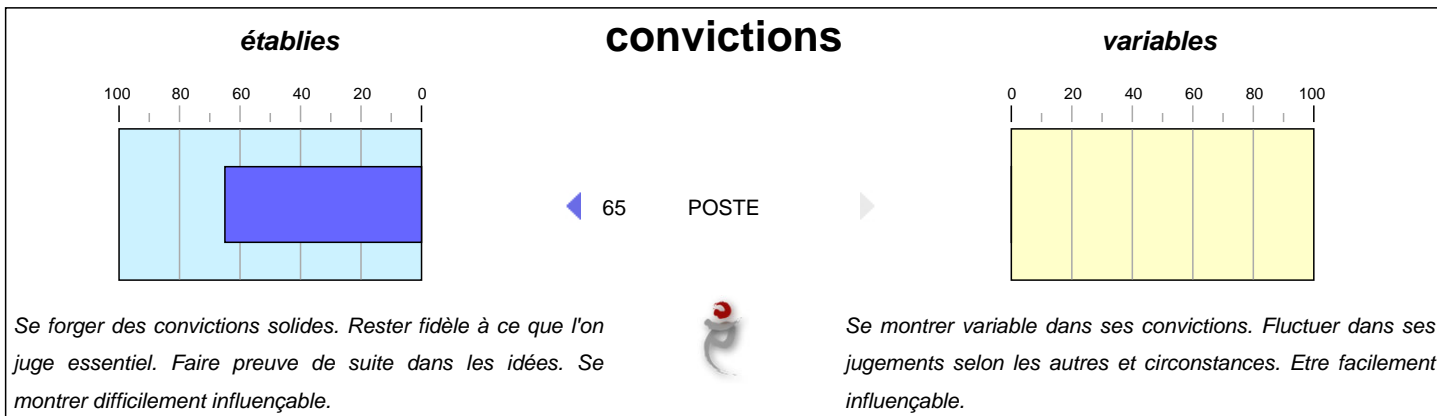 établies convictions variables
100 80 60 40 20 0 0 20 40 60 80 100
65 POSTE
Se forger des convictions solides. Rester fidèle à ce que l'on
juge essentiel. Faire preuve de suite dans les idées. Se
montrer difficilement influençable.
Se montrer variable dans ses convictions. Fluctuer dans ses
jugements selon les autres et circonstances. Etre facilement
influençable.